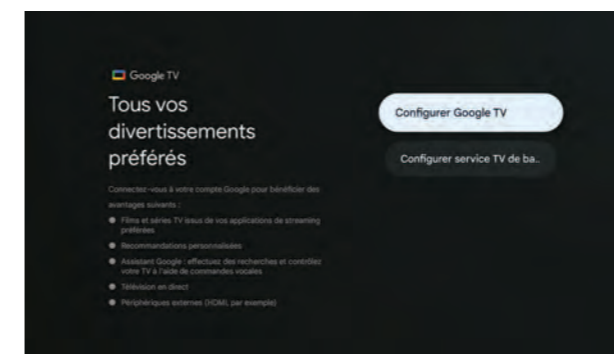 Google TV
Tous vos
divertissements
préférés
Connectez-vous à votre compte Google pour bénéficier des
avantages suivants :
Films et séries TV issus de vos applications de streaming
préférées
Recommandations personnalisées
Assistant Google : effectuez des recherches et contrôlez
votre TV à l'aide de commandes vocales
Télévision en direct
Périphériques externes (HDMI, par exemple)
Configurer Google TV
Configurer service TV de ba..